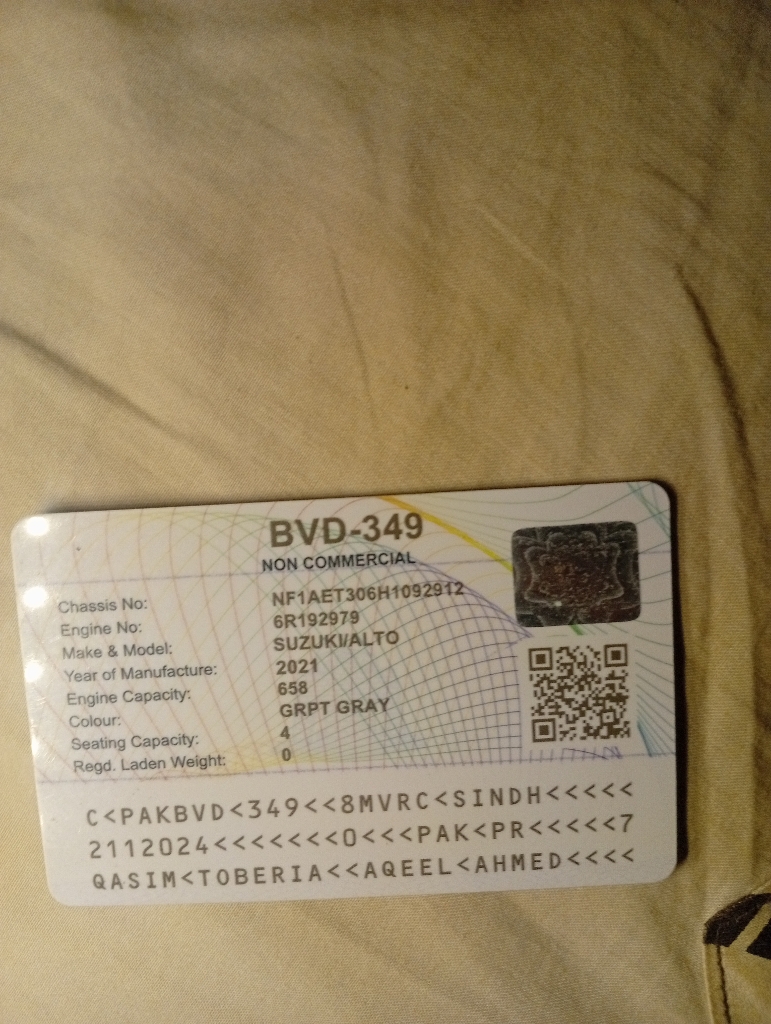 BVD-349
NON COMMERCIAL
Chassis No: NF1AET306H1092912
Engine No: 6R192979
Make & Model: SUZUKI/ALTO
Year of Manufacture: 2021
Engine Capacity: 658
Colour: GRPT GRAY
Seating Capacity: 4
Regd. Laden Weight: 0
C<PAKBVD<349<<8MVRC<SINDH<<<<<
2112024<<<<<<<0<<<PAK<PR<<<<<7
QASIM<TOBERIA<<AQEEL<AHMED<<<<